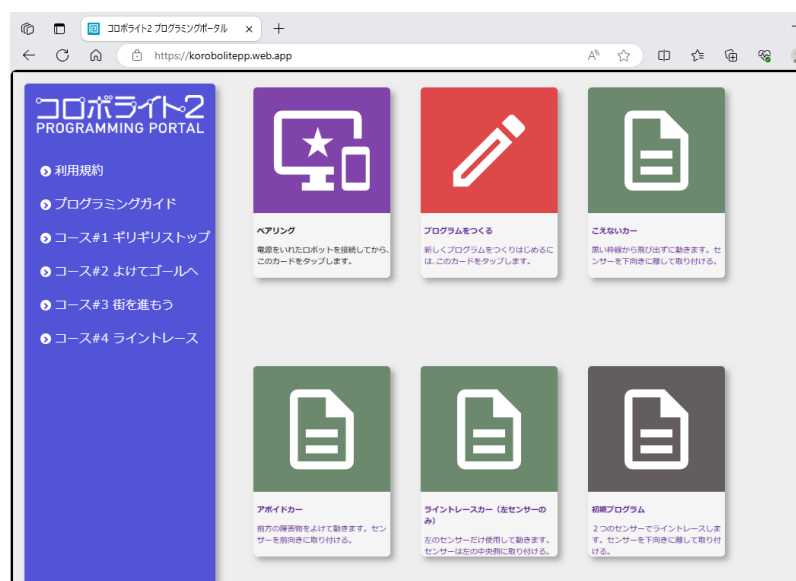 コロボライト2 プログラミングポータル
https://korobolitepp.web.app
コロボライト2
PROGRAMMING PORTAL
利用規約
プログラミングガイド
コース#1 ギリギリストップ
コース#2 よけてゴールへ
コース#3 街を進もう
コース#4 ライントレース
ペアリング
電源をいれたロボットを接続してから、
このカードをタップします。
プログラムをつくる
新しくプログラムをつくりはじめるに
は、このカードをタップします。
こえないカー
黒い枠線から飛び出ずに動きます。セ
ンサーを下向きに離して取り付ける。
アボイドカー
前方の障害物をよけて動きます。セン
サーを前向きに取り付ける。
ライントレースカー（左センサーの
み）
左のセンサーだけ使用して動きます。
センサーは左の中央側に取り付ける。
初期プログラム
２つのセンサーでライントレースしま
す。センサーを下向きに離して取り付
ける。